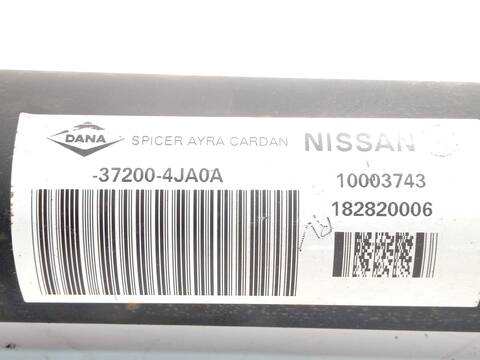 DANA SPICER AYRA CARDAN NISSAN
-37200-4JA0A 10003743
182820006